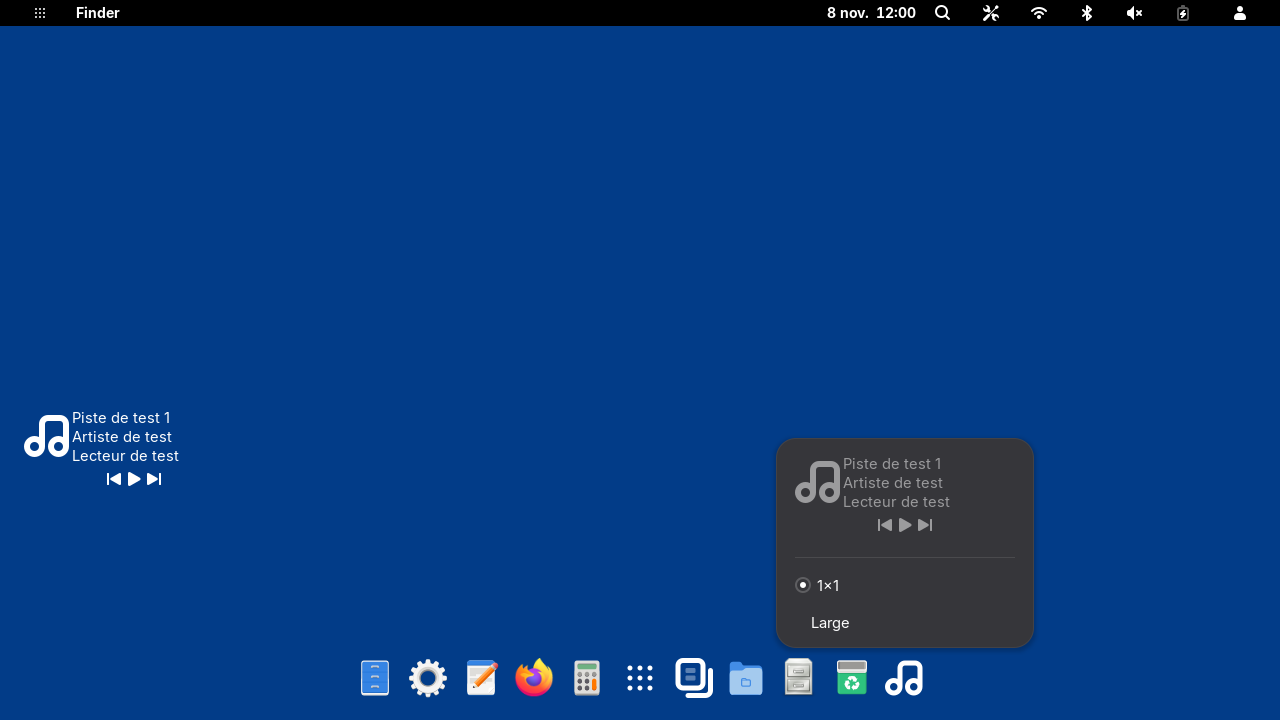 Finder
8 nov.  12:00
Piste de test 1
Artiste de test
Lecteur de test
Piste de test 1
Artiste de test
Lecteur de test
1×1
Large